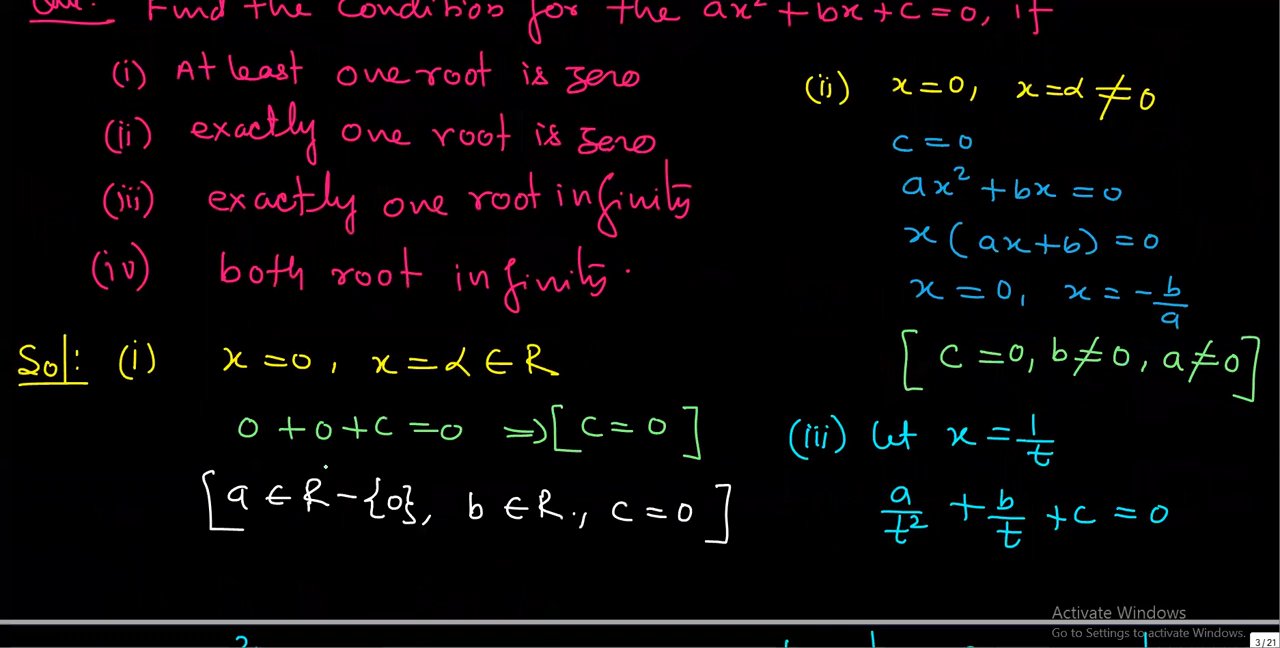 Find the condition for the ax² + bx + c = 0, if
(i) At least one root is zero
(ii) exactly one root is zero
(iii) exactly one root infinity
(iv) both root infinity.
Sol: (i) x = 0, x = α ∈ R
0 + 0 + c = 0 ⇒ [c = 0]
[a ∈ R - {0}, b ∈ R, c = 0]
(ii) x = 0, x = α ≠ 0
c = 0
ax² + bx = 0
x(ax + b) = 0
x = 0, x = -b/a
[c = 0, b ≠ 0, a ≠ 0]
(iii) Let x = 1/t
a/t² + b/t + c = 0
Activate Windows
Go to Settings to activate Windows.
3 / 21